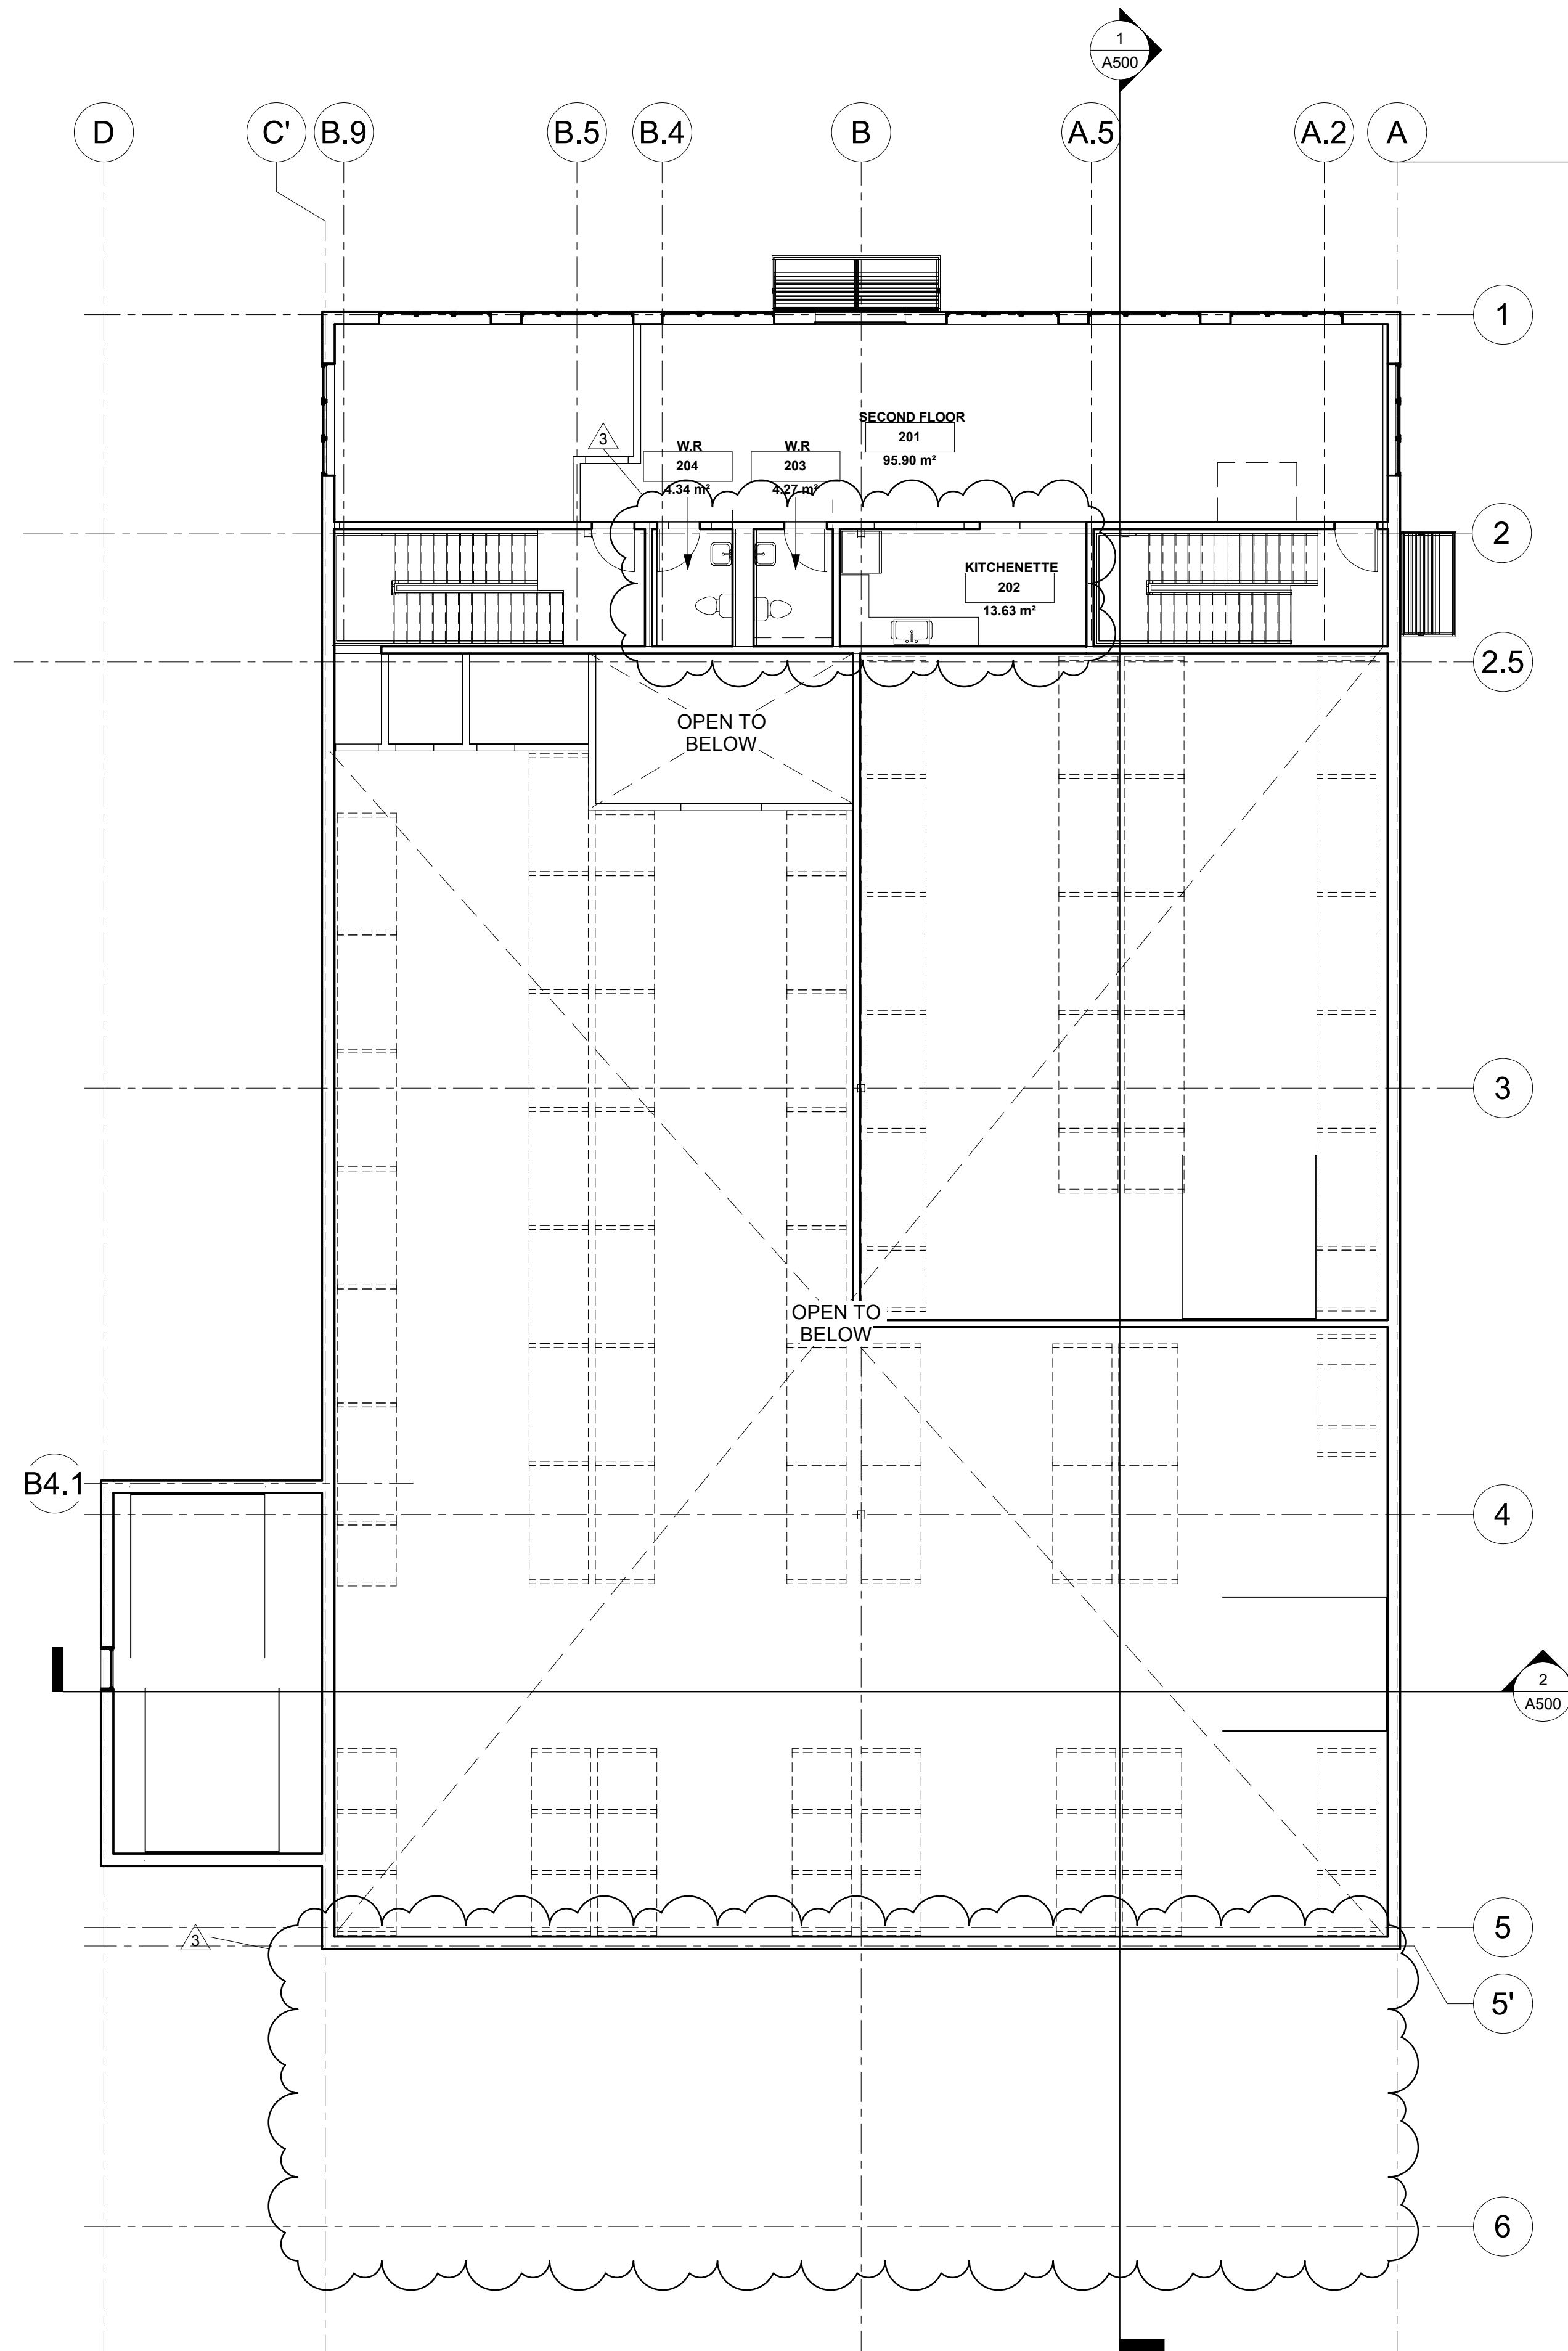 1
A500
D
C'
B.9
B.5
B.4
B
A.5
A.2
A
1
SECOND FLOOR
201
95.90 m²
3
W.R
204
4.34 m²
W.R
203
4.27 m²
2
KITCHENETTE
202
13.63 m²
2.5
OPEN TO
BELOW
3
OPEN TO
BELOW
B4.1
4
2
A500
5
3
5'
6